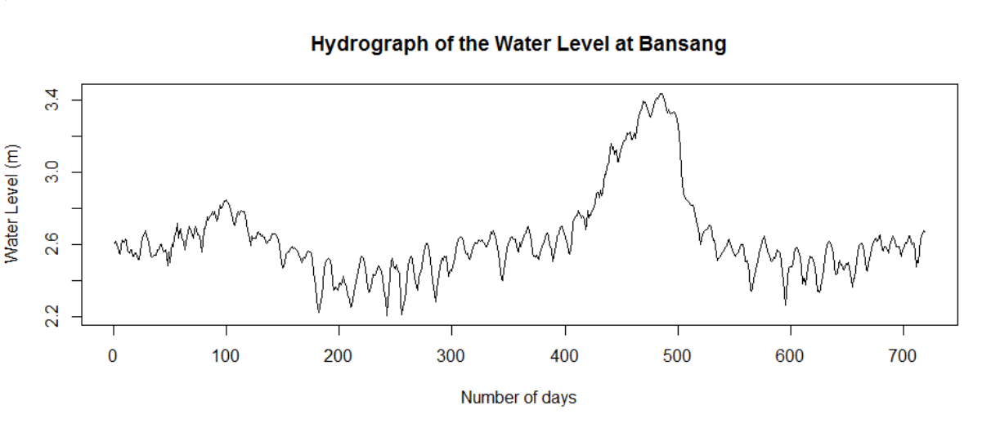 Hydrograph of the Water Level at Bansang
Water Level (m)
3.4
3.0
2.6
2.2
0 100 200 300 400 500 600 700
Number of days